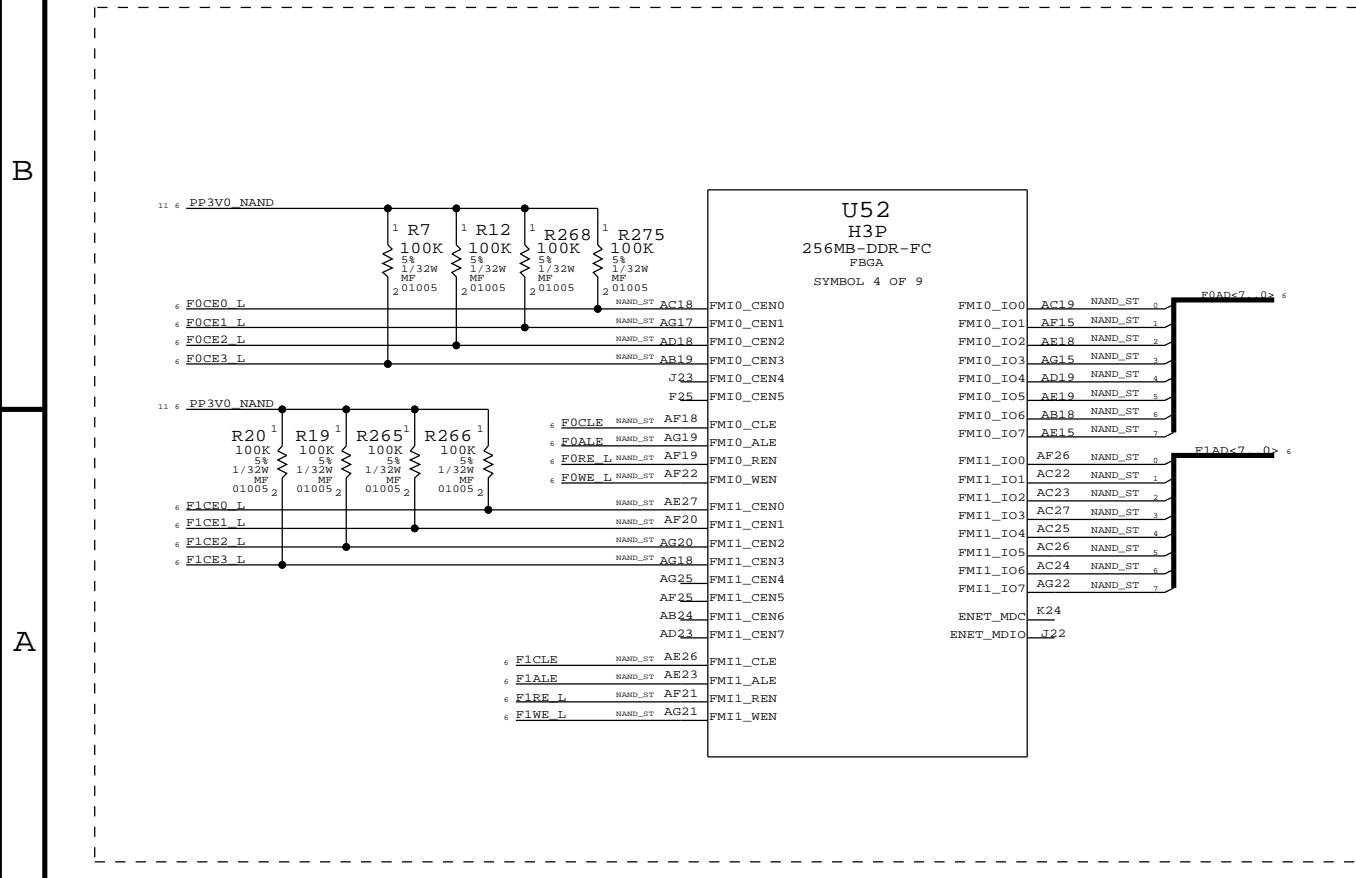 B
A
11 6 PP3V0_NAND
1 R7
100K
5%
1/32W
MF
2 01005
1 R12
100K
5%
1/32W
MF
2 01005
1 R268
100K
5%
1/32W
MF
2 01005
1 R275
100K
5%
1/32W
MF
2 01005
6 F0CE0_L NAND_ST AC18 FMI0_CEN0
6 F0CE1_L NAND_ST AG17 FMI0_CEN1
6 F0CE2_L NAND_ST AD18 FMI0_CEN2
6 F0CE3_L NAND_ST AB19 FMI0_CEN3
J23 FMI0_CEN4
F25 FMI0_CEN5
11 6 PP3V0_NAND
R20 1
100K
5%
1/32W
MF
01005 2
R19 1
100K
5%
1/32W
MF
01005 2
R265 1
100K
5%
1/32W
MF
01005 2
R266 1
100K
5%
1/32W
MF
01005 2
6 F0CLE NAND_ST AF18 FMI0_CLE
6 F0ALE NAND_ST AG19 FMI0_ALE
6 F0RE_L NAND_ST AF19 FMI0_REN
6 F0WE_L NAND_ST AF22 FMI0_WEN
6 F1CE0_L NAND_ST AE27 FMI1_CEN0
6 F1CE1_L NAND_ST AF20 FMI1_CEN1
6 F1CE2_L NAND_ST AG20 FMI1_CEN2
6 F1CE3_L NAND_ST AG18 FMI1_CEN3
AG25 FMI1_CEN4
AF25 FMI1_CEN5
AB24 FMI1_CEN6
AD23 FMI1_CEN7
6 F1CLE NAND_ST AE26 FMI1_CLE
6 F1ALE NAND_ST AE23 FMI1_ALE
6 F1RE_L NAND_ST AF21 FMI1_REN
6 F1WE_L NAND_ST AG21 FMI1_WEN
U52
H3P
256MB-DDR-FC
FBGA
SYMBOL 4 OF 9
FMI0_IO0 AC19 NAND_ST 0 F0AD<7..0> 6
FMI0_IO1 AF15 NAND_ST 1
FMI0_IO2 AE18 NAND_ST 2
FMI0_IO3 AG15 NAND_ST 3
FMI0_IO4 AD19 NAND_ST 4
FMI0_IO5 AE19 NAND_ST 5
FMI0_IO6 AB18 NAND_ST 6
FMI0_IO7 AE15 NAND_ST 7
FMI1_IO0 AF26 NAND_ST 0 F1AD<7..0> 6
FMI1_IO1 AC22 NAND_ST 1
FMI1_IO2 AC23 NAND_ST 2
FMI1_IO3 AC27 NAND_ST 3
FMI1_IO4 AC25 NAND_ST 4
FMI1_IO5 AC26 NAND_ST 5
FMI1_IO6 AC24 NAND_ST 6
FMI1_IO7 AG22 NAND_ST 7
ENET_MDC K24
ENET_MDIO J22